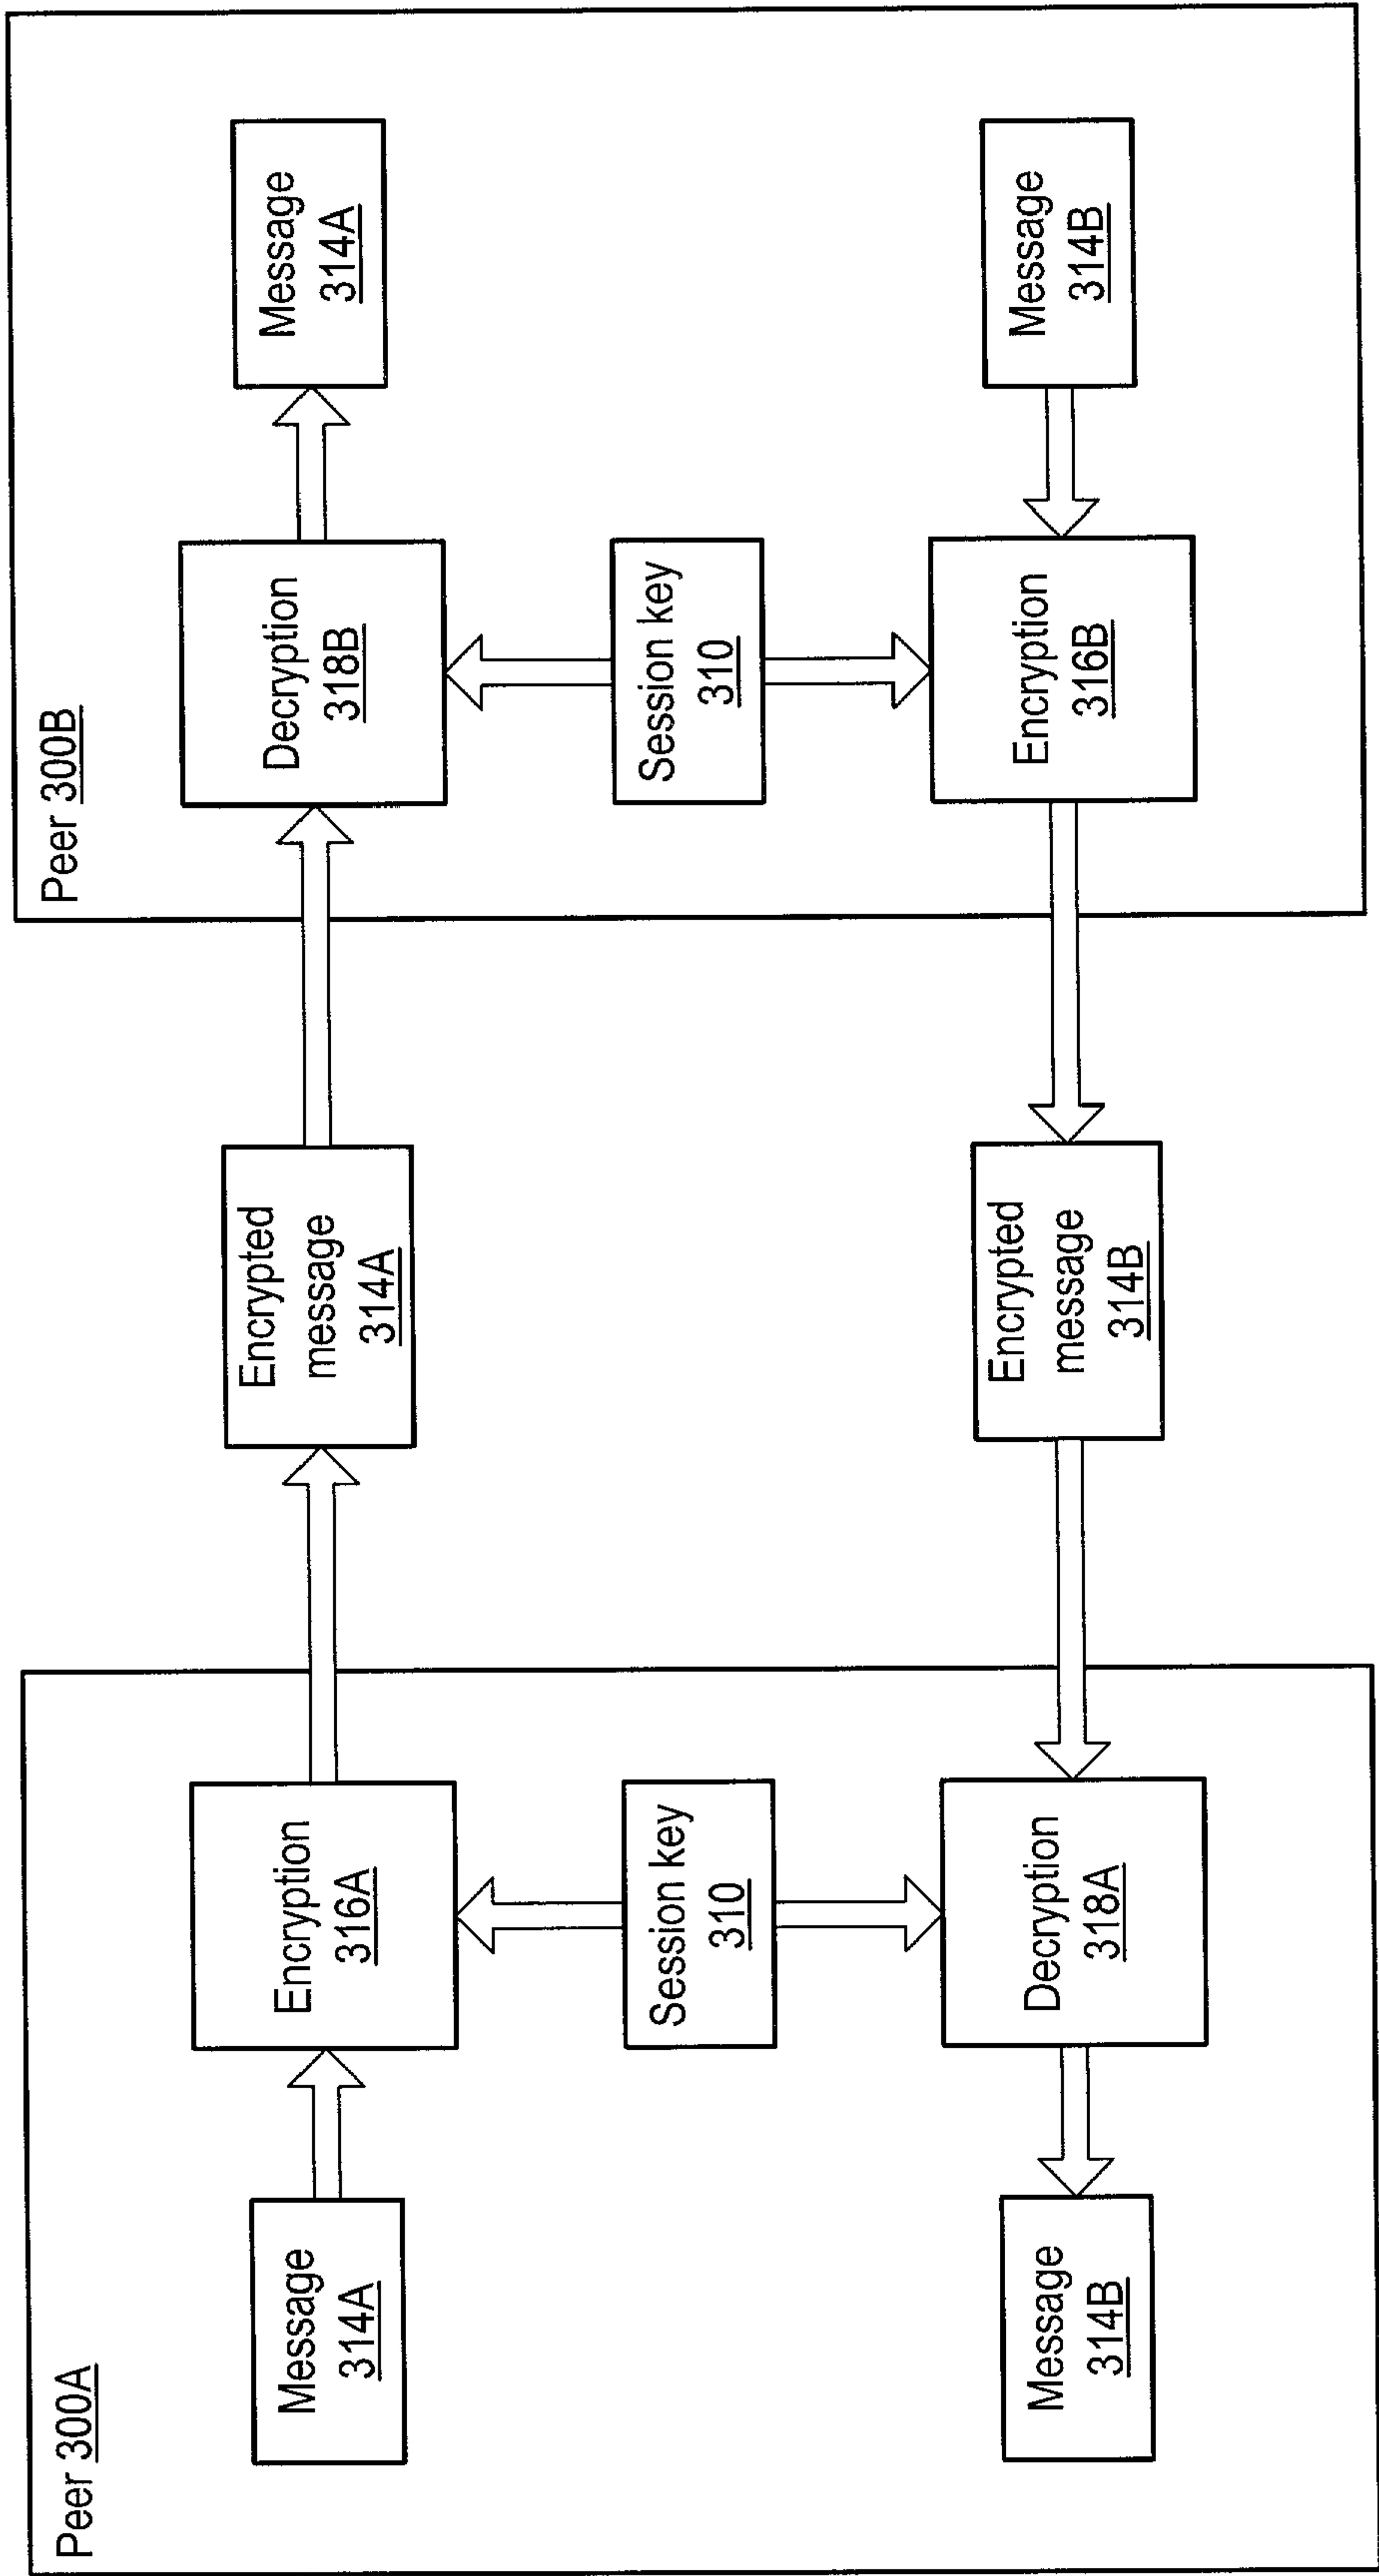 Peer 300A
Message
314A
Encryption
316A
Session key
310
Message
314B
Decryption
318A
Encrypted
message
314A
Encrypted
message
314B
Peer 300B
Decryption
318B
Message
314A
Session key
310
Encryption
316B
Message
314B